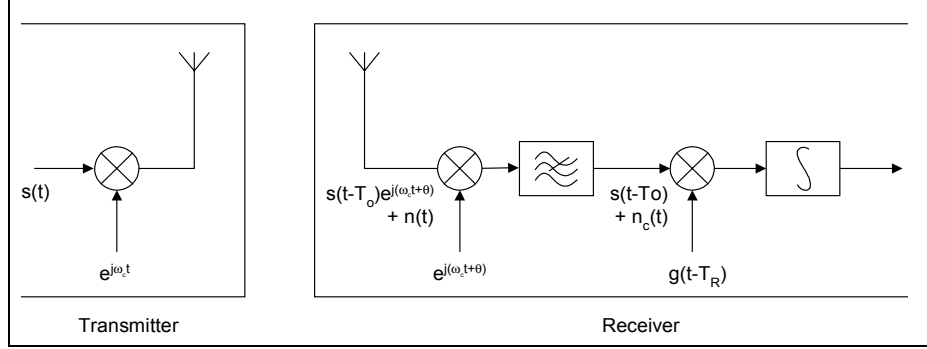 s(t)
e^{jω_c t}
Transmitter
s(t-T_o)e^{j(ω_c t+θ)}
+ n(t)
e^{j(ω_c t+θ)}
s(t-To)
+ n_c(t)
g(t-T_R)
Receiver